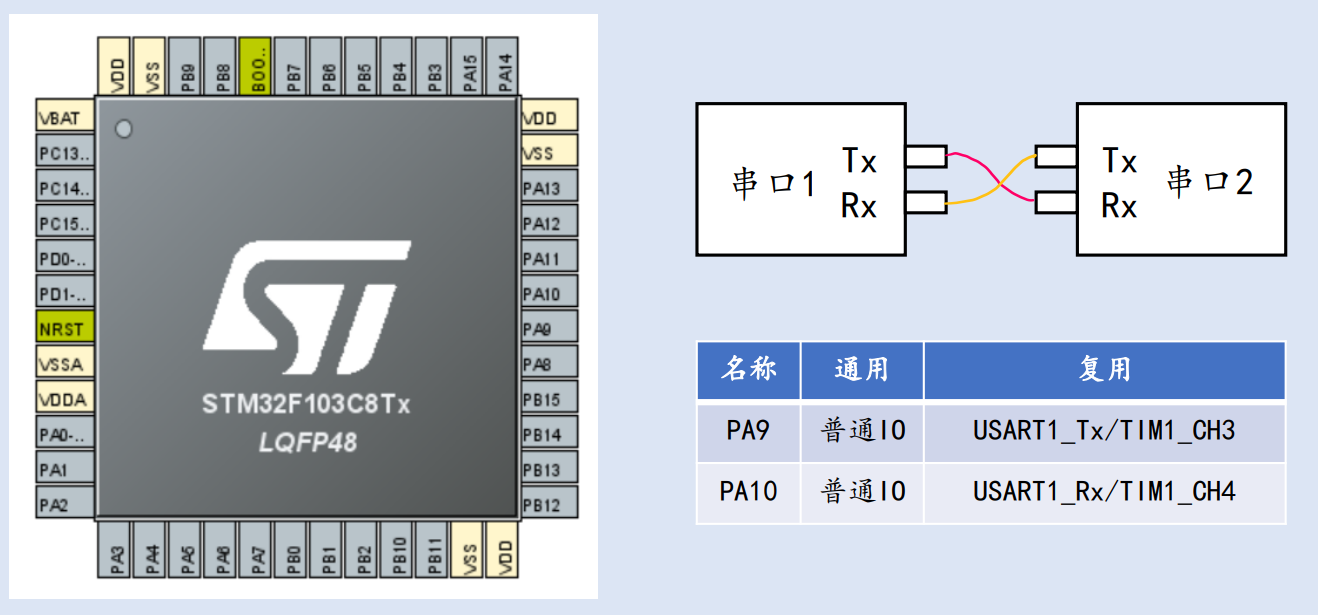 VDD
VSS
PB9
PB8
BOO..
PB7
PB6
PB5
PB4
PB3
PA15
PA14
VBAT
PC13..
PC14..
PC15..
PD0-..
PD1-..
NRST
VSSA
VDDA
PA0-..
PA1
PA2
VDD
VSS
PA13
PA12
PA11
PA10
PA9
PA8
PB15
PB14
PB13
PB12
ST
STM32F103C8Tx
LQFP48
PA3
PA4
PA5
PA6
PA7
PB0
PB1
PB2
PB10
PB11
VSS
VDD
串口1
Tx
Rx
Tx
Rx
串口2
名称 通用 复用
PA9 普通IO USART1_Tx/TIM1_CH3
PA10 普通IO USART1_Rx/TIM1_CH4